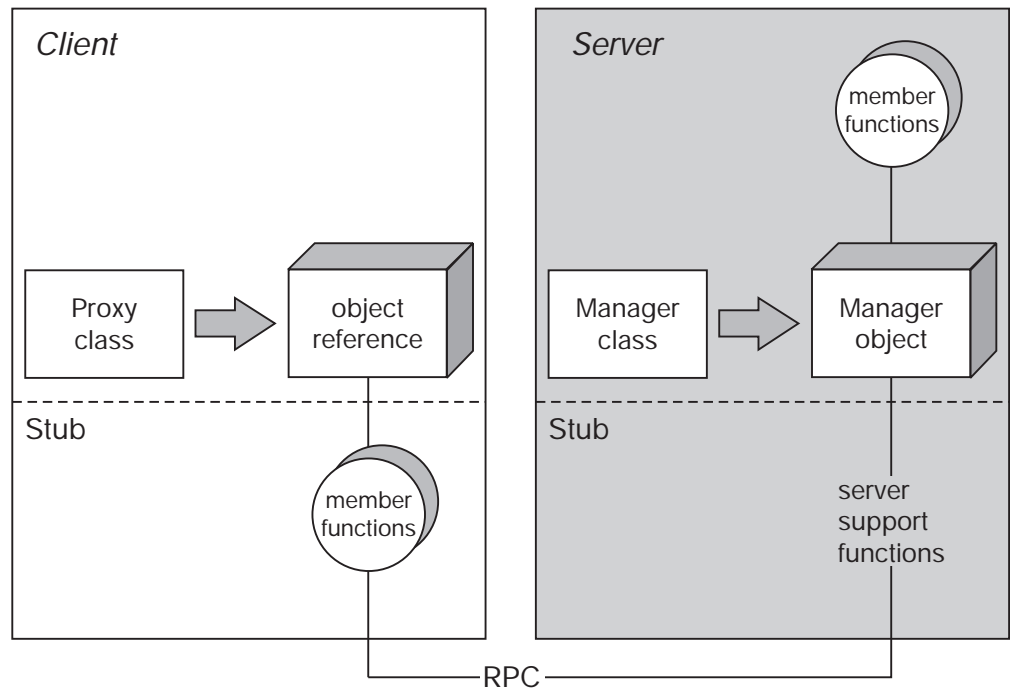 Client
Proxy
class
object
reference
Stub
member
functions
Server
member
functions
Manager
class
Manager
object
Stub
server
support
functions
RPC